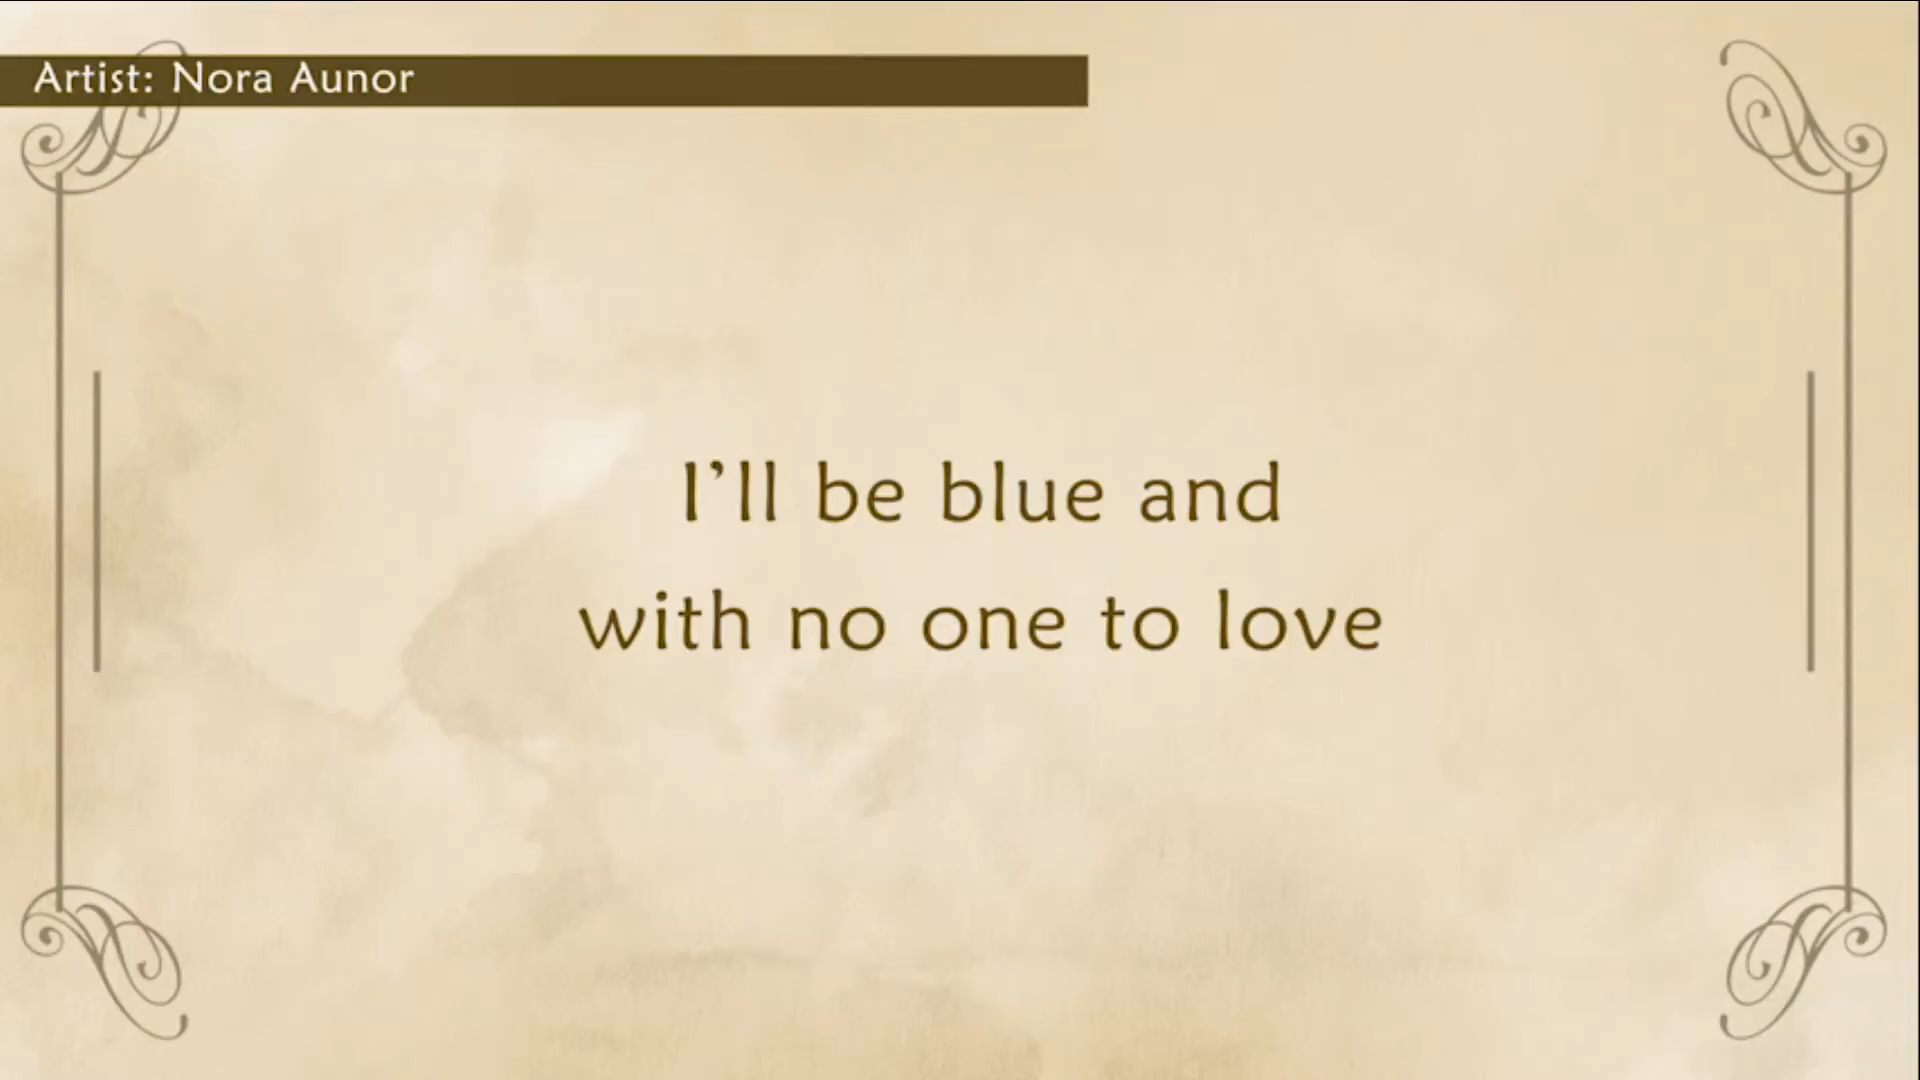 Artist: Nora Aunor
I'll be blue and
with no one to love